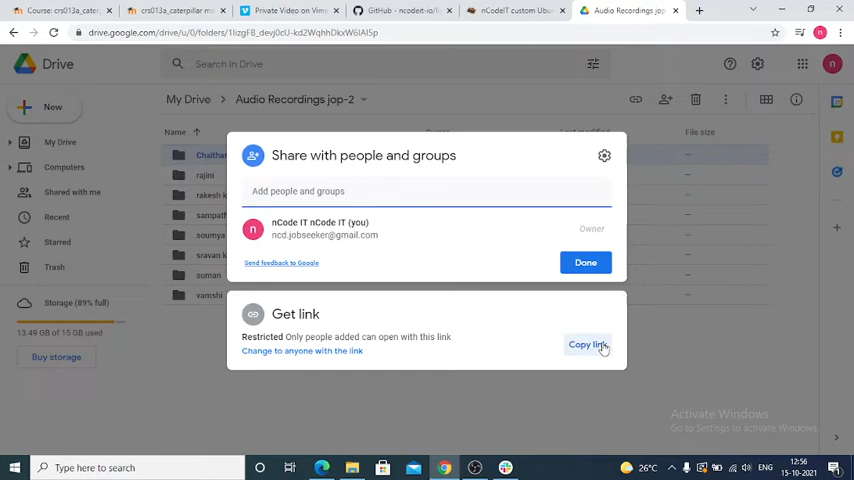 Course: crs013a_caterpillar
crs013a_caterpillar ma
Private Video on Vim
GitHub - ncodeit-io/
nCodeIT custom Ubu
Audio Recordings jop-
drive.google.com/drive/u/0/folders/
Drive
Search in Drive
New
My Drive
Audio Recordings jop-2
Name
Last modified
File size
My Drive
Computers
Shared with me
Recent
Starred
Trash
Storage (89% full)
13.49 GB of 15 GB used
Buy storage
Chaithan
rajini
rakesh k
sampath
soumya
sravan k
suman
vamshi
Share with people and groups
Add people and groups
n
nCode IT nCode IT (you)
ncd.jobseeker@gmail.com
Owner
Send feedback to Google
Done
Get link
Restricted Only people added can open with this link
Change to anyone with the link
Copy link
Activate Windows
Go to Settings to activate Windows.
Type here to search
26°C
ENG
12:56
15-10-2021